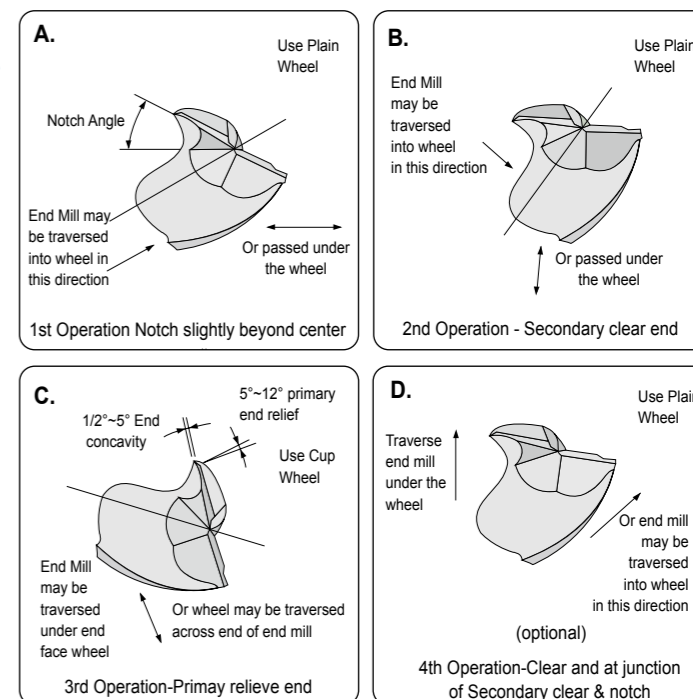 A.
Use Plain
Wheel
Notch Angle
End Mill may
be traversed
into wheel in
this direction
Or passed under
the wheel
1st Operation Notch slightly beyond center
B.
Use Plain
Wheel
End Mill
may be
traversed
into wheel
in this direction
Or passed under
the wheel
2nd Operation - Secondary clear end
C.
1/2°~5° End
concavity
5°~12° primary
end relief
Use Cup
Wheel
End Mill
may be
traversed
under end
face wheel
Or wheel may be traversed
across end of end mill
3rd Operation-Primay relieve end
D.
Use Plain
Wheel
Traverse
end mill
under the
wheel
Or end mill
may be
traversed
into wheel
in this direction
(optional)
4th Operation-Clear and at junction
of Secondary clear & notch